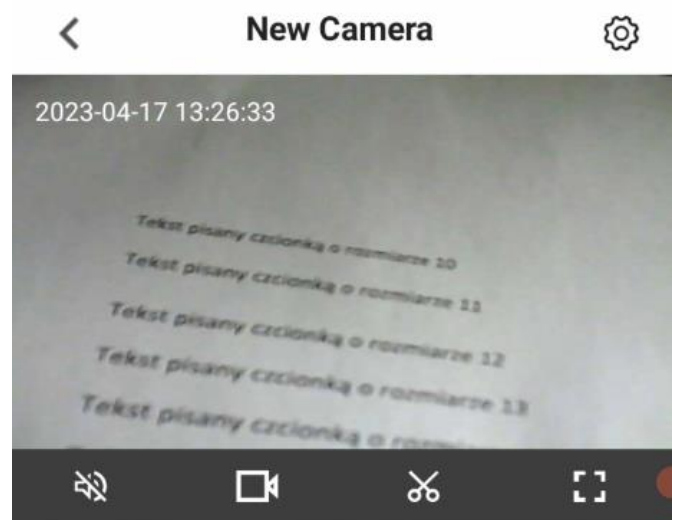 New Camera
2023-04-17 13:26:33
Tekst pisany czcionką o rozmiarze 10
Tekst pisany czcionką o rozmiarze 11
Tekst pisany czcionką o rozmiarze 12
Tekst pisany czcionką o rozmiarze 13
Tekst pisany czcionką o